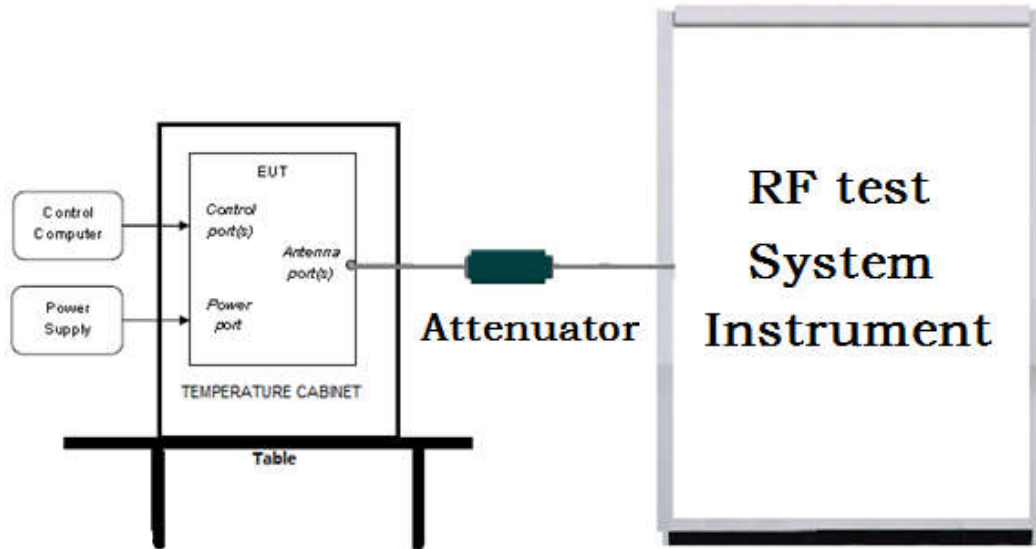 Control
Computer
Power
Supply
EUT
Control
port(s)
Antenna
port(s)
Power
port
TEMPERATURE CABINET
Table
Attenuator
RF test
System
Instrument